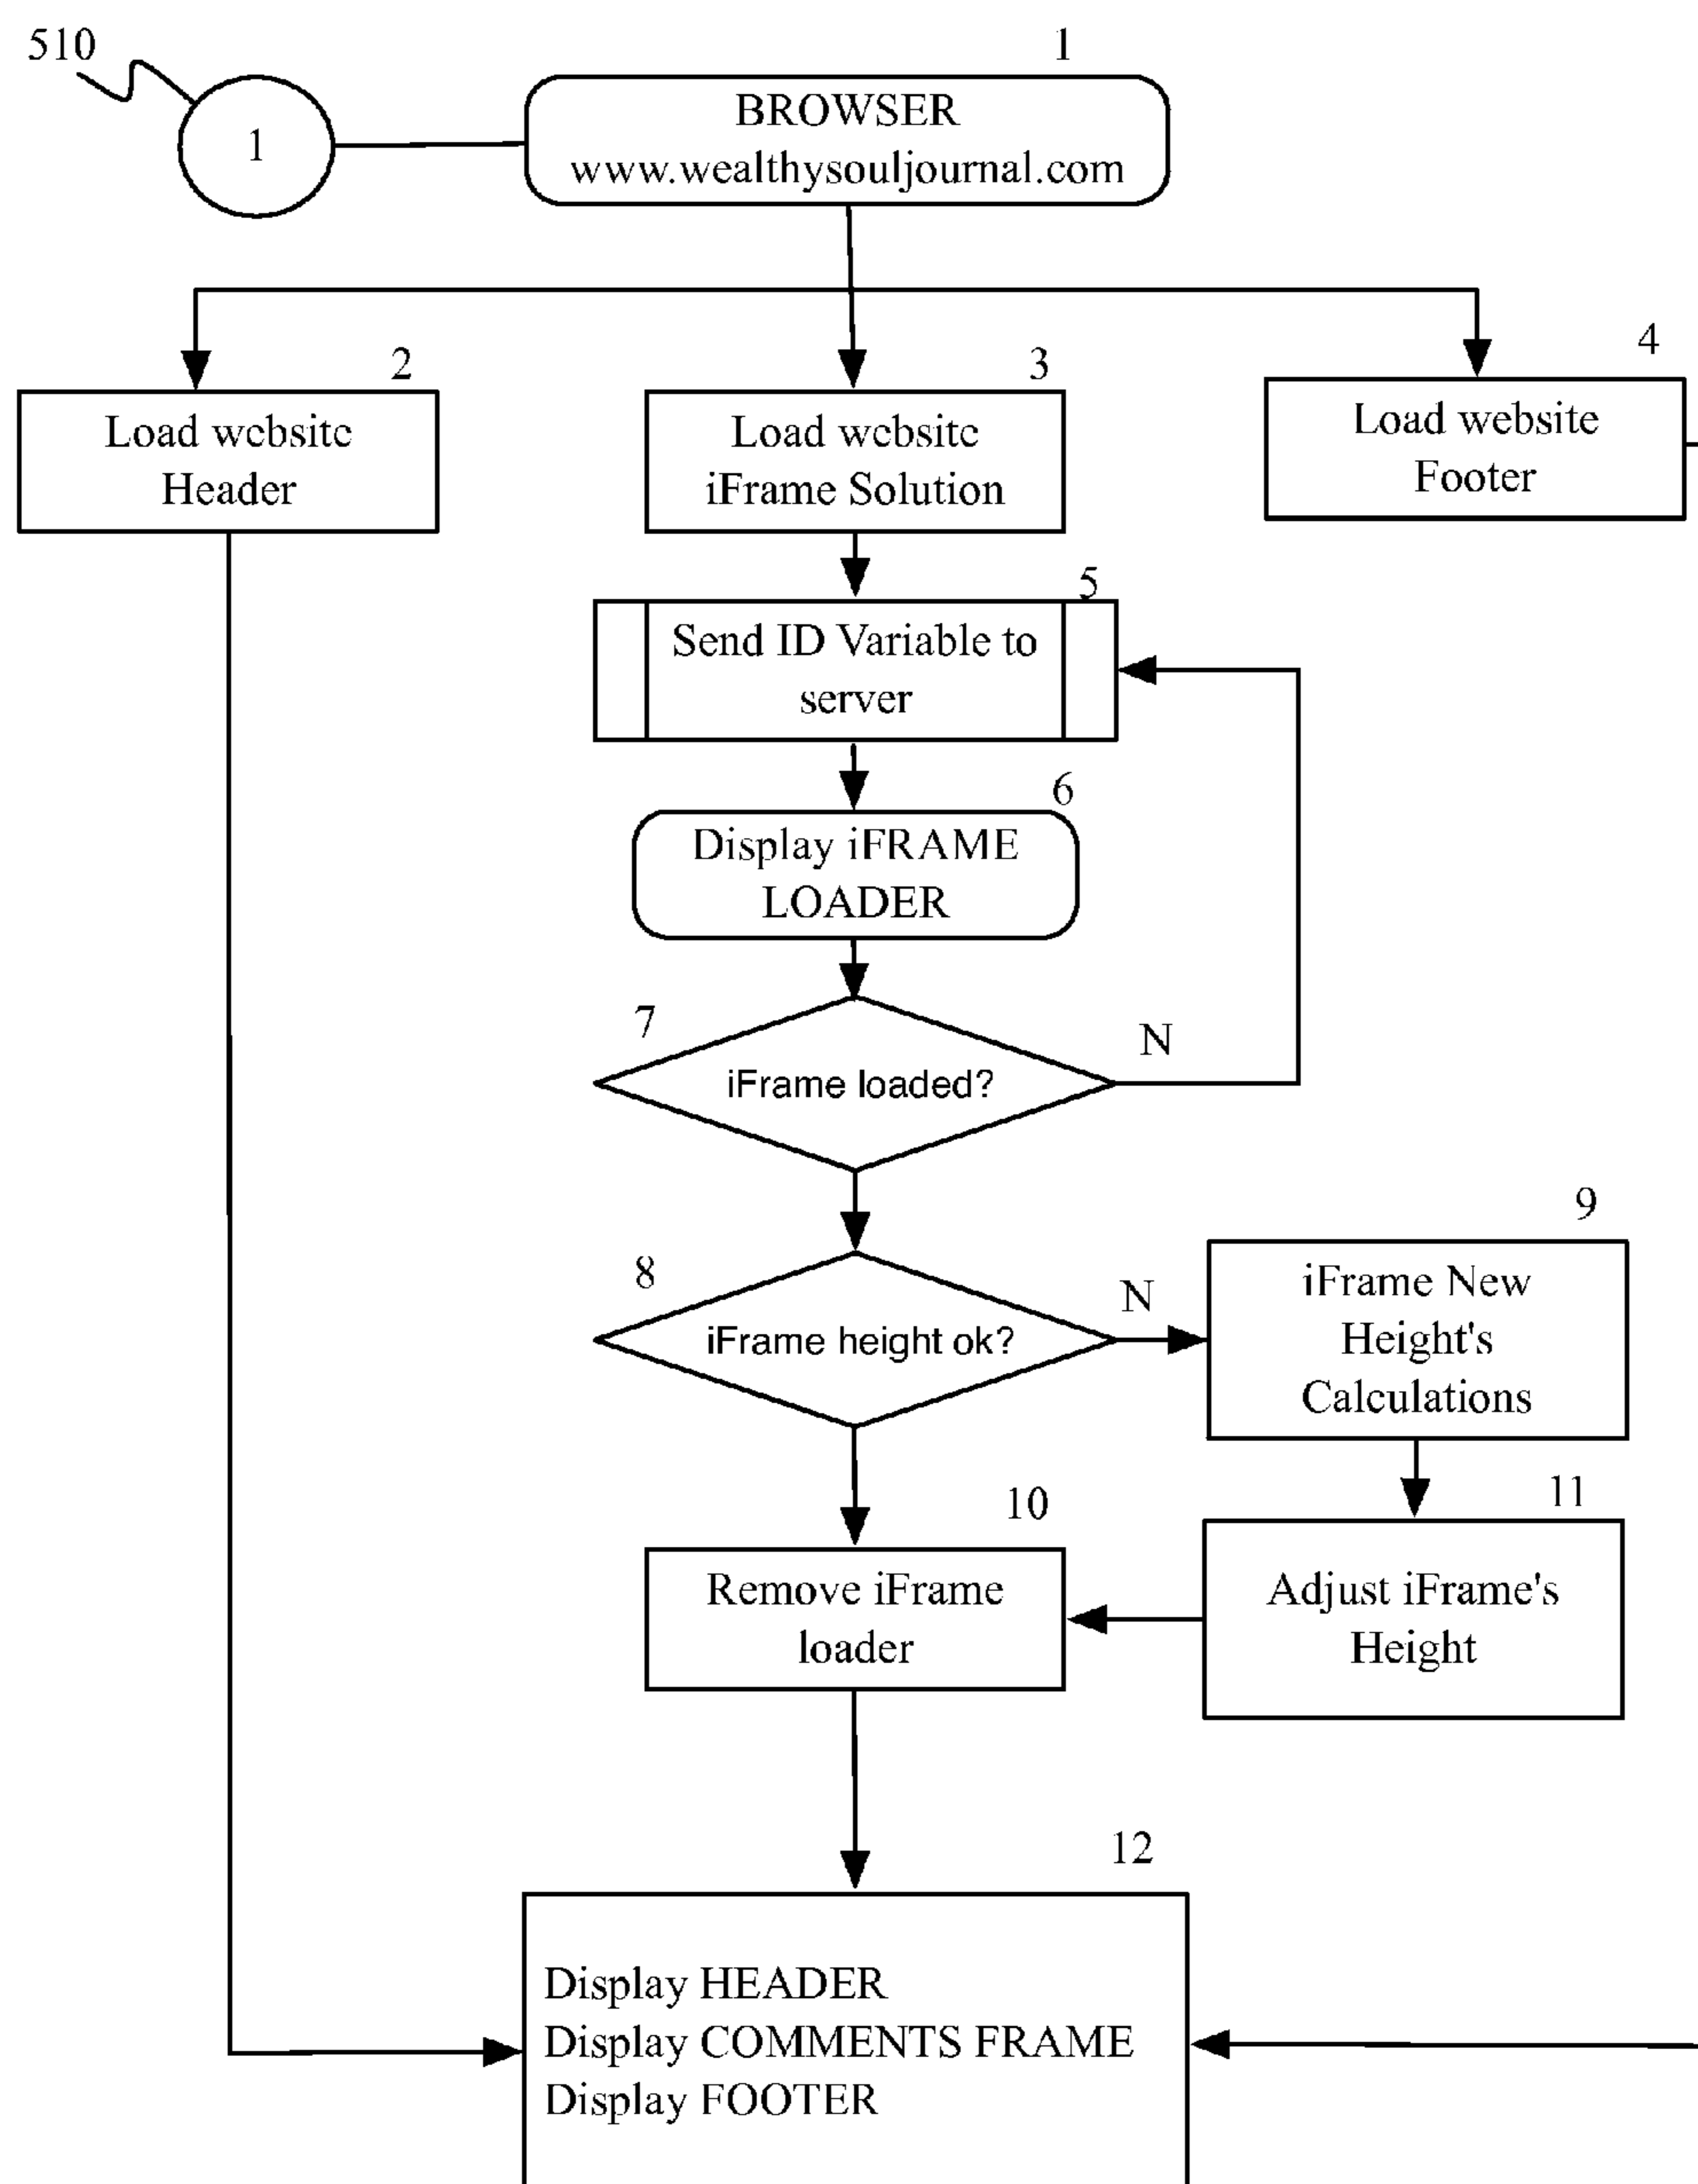 510
1
1
BROWSER
www.wealthysouljournal.com
2
Load website
Header
3
Load website
iFrame Solution
4
Load website
Footer
5
Send ID Variable to
server
6
Display iFRAME
LOADER
7
iFrame loaded?
N
8
iFrame height ok?
N
9
iFrame New
Height's
Calculations
10
Remove iFrame
loader
11
Adjust iFrame's
Height
12
Display HEADER
Display COMMENTS FRAME
Display FOOTER